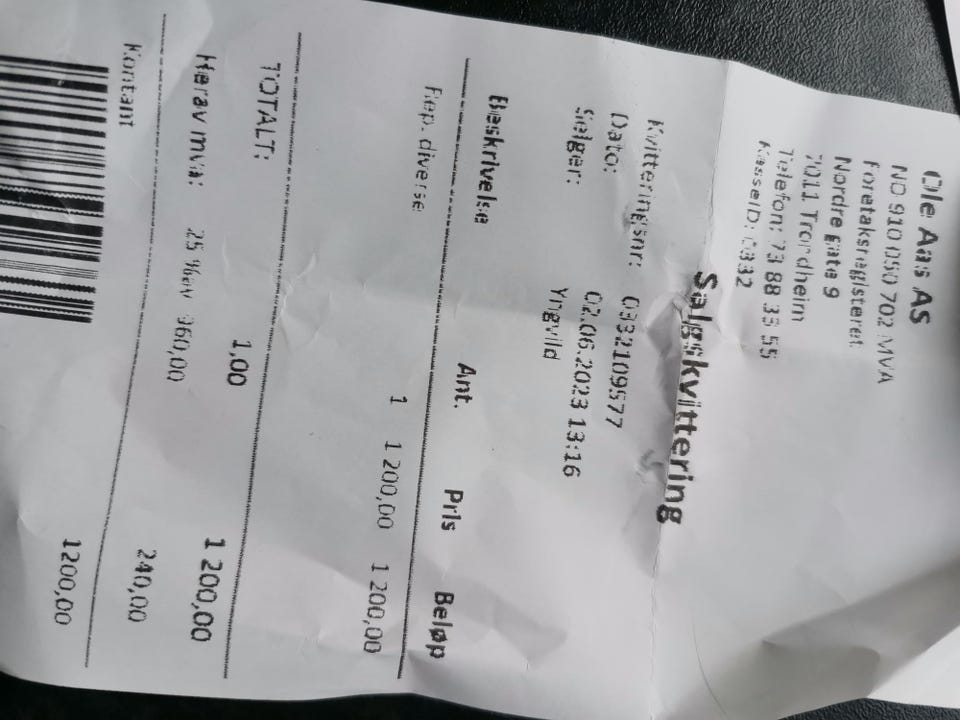 Ole Aas AS
NO 910 050 702 MVA
Foretaksregisteret
Nordre gate 9
7011 Trondheim
Telefon: 73 88 33 55
KasseID: 0332
Salgskvittering
Kvitteringsnr: 0332109577
Dato: 02.06.2023 13:16
Selger: Yngvild
Beskrivelse Ant. Pris Beløp
Rep. diverse 1 1 200,00 1 200,00
TOTALT: 1,00 1 200,00
Herav mva: 25 % av 960,00 240,00
Kontant 1200,00